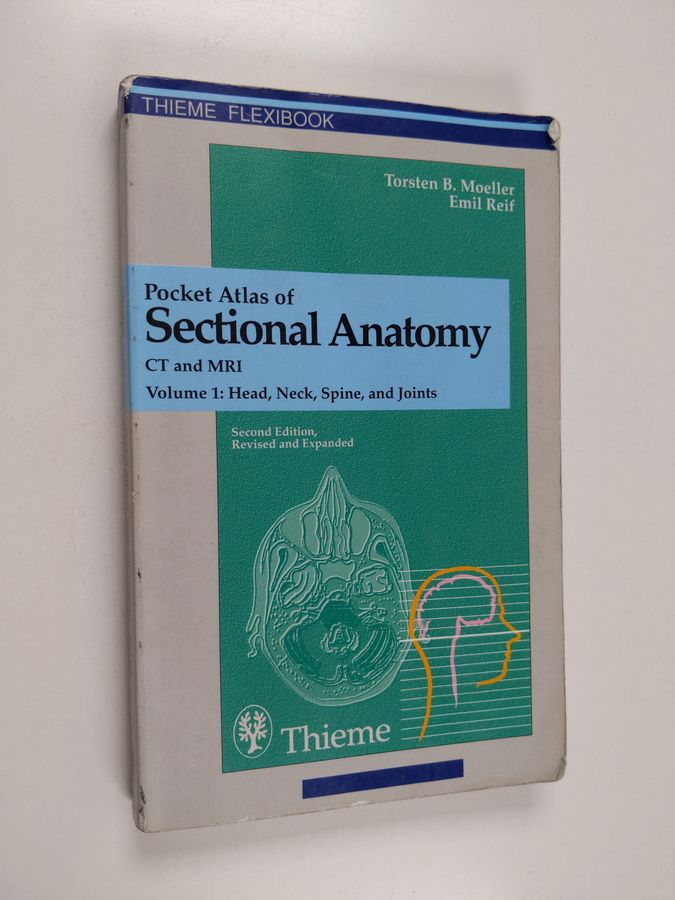 THIEME FLEXIBOOK
Torsten B. Moeller
Emil Reif
Pocket Atlas of
Sectional Anatomy
CT and MRI
Volume 1: Head, Neck, Spine, and Joints
Second Edition,
Revised and Expanded
Thieme